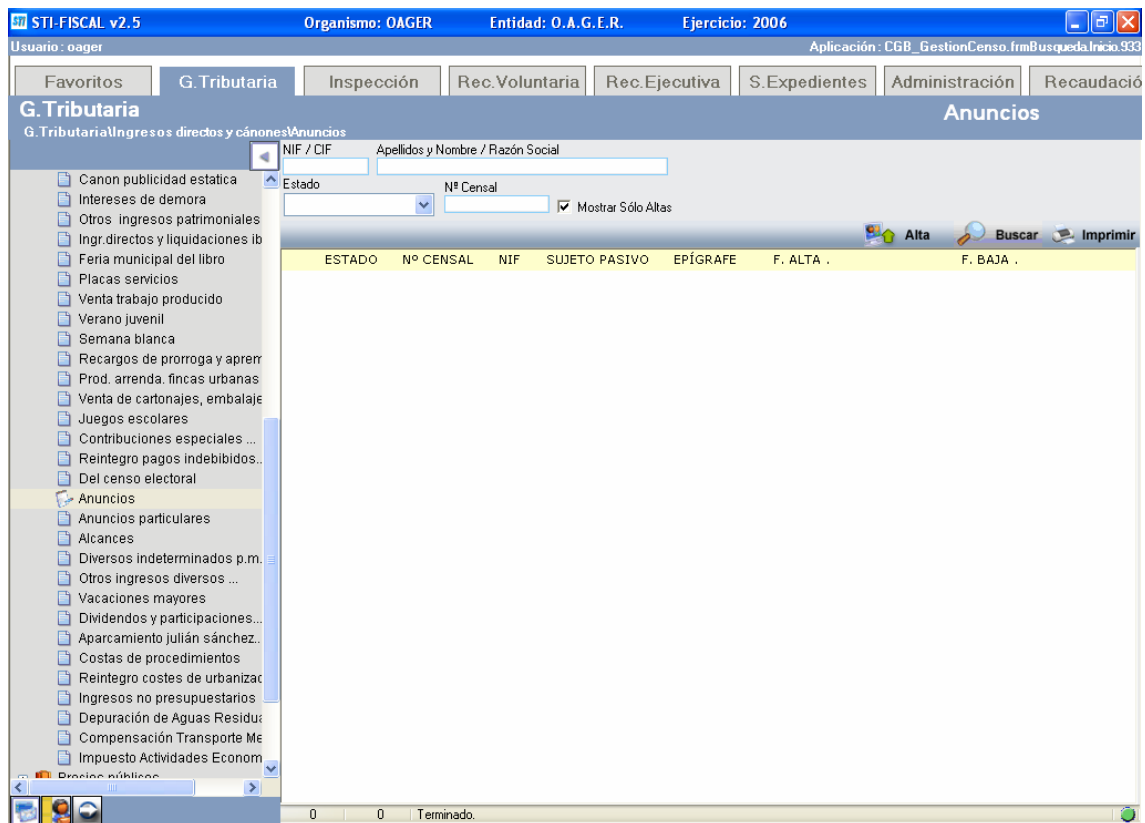 STI STI-FISCAL v2.5 Organismo: OAGER Entidad: O.A.G.E.R. Ejercicio: 2006
Usuario : oager Aplicación : CGB_GestionCenso.frmBusqueda.Inicio.933
Favoritos G.Tributaria Inspección Rec.Voluntaria Rec.Ejecutiva S.Expedientes Administración Recaudació
G.Tributaria Anuncios
G.Tributaria\Ingresos directos y cánones\Anuncios
NIF / CIF Apellidos y Nombre / Razón Social
Estado Nº Censal
Mostrar Sólo Altas
Alta Buscar Imprimir
ESTADO Nº CENSAL NIF SUJETO PASIVO EPÍGRAFE F. ALTA . F. BAJA .
Canon publicidad estatica
Intereses de demora
Otros ingresos patrimoniales
Ingr.directos y liquidaciones ib
Feria municipal del libro
Placas servicios
Venta trabajo producido
Verano juvenil
Semana blanca
Recargos de prorroga y aprem
Prod. arrenda. fincas urbanas
Venta de cartonajes, embalaje
Juegos escolares
Contribuciones especiales ...
Reintegro pagos indebibidos..
Del censo electoral
Anuncios
Anuncios particulares
Alcances
Diversos indeterminados p.m.
Otros ingresos diversos ...
Vacaciones mayores
Dividendos y participaciones...
Aparcamiento julián sánchez..
Costas de procedimientos
Reintegro costes de urbanizac
Ingresos no presupuestarios
Depuración de Aguas Residua
Compensación Transporte Me
Impuesto Actividades Econom
Precios públicos
0 0 Terminado.